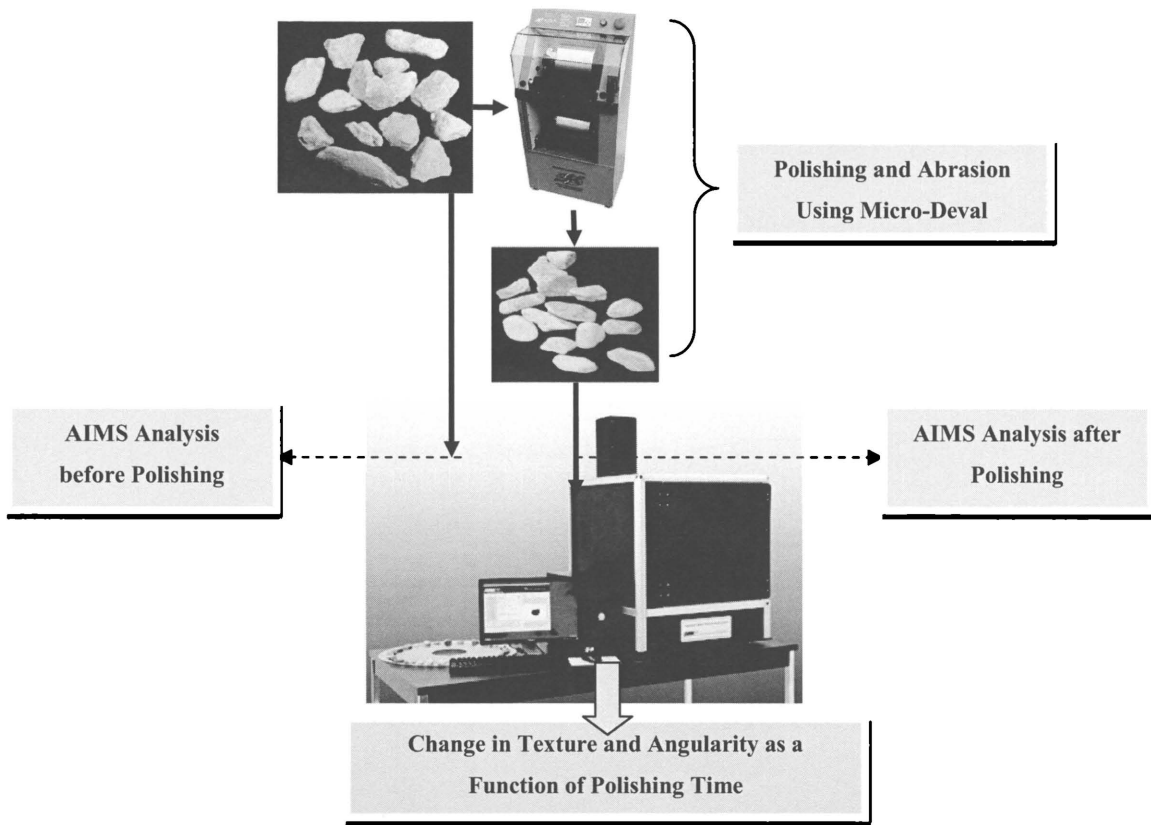 Polishing and Abrasion
Using Micro-Deval
AIMS Analysis
before Polishing
AIMS Analysis after
Polishing
Change in Texture and Angularity as a
Function of Polishing Time